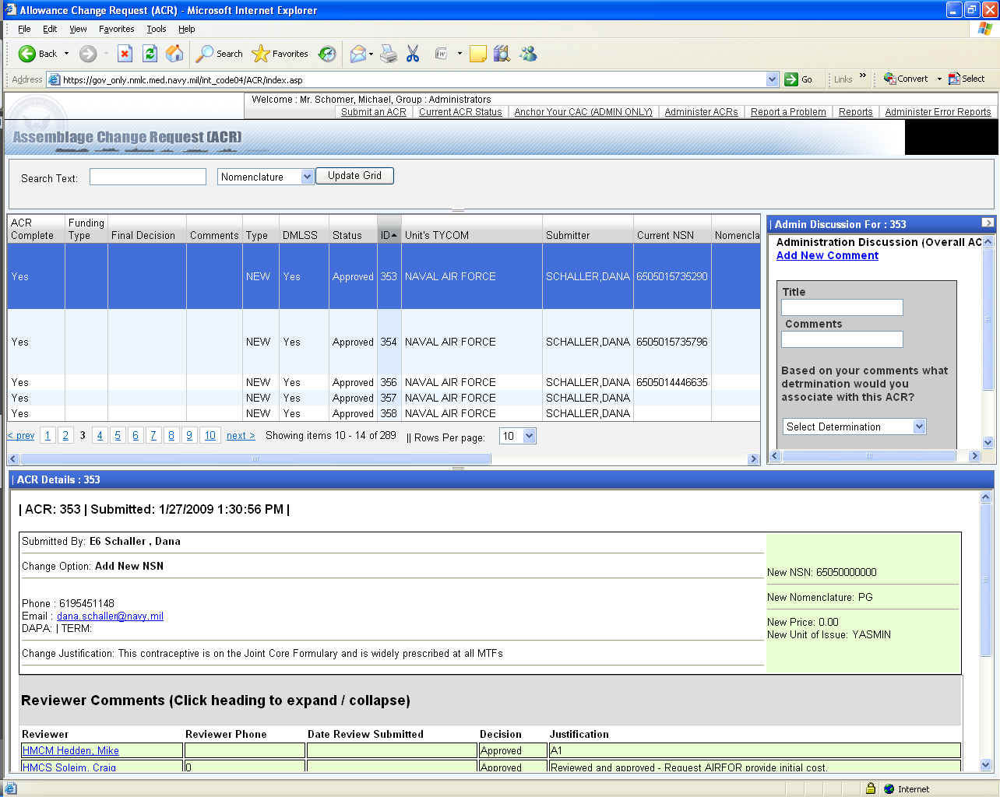 Allowance Change Request (ACR) - Microsoft Internet Explorer
File Edit View Favorites Tools Help
Back Search Favorites
Address https://gov_only.nmlc.med.navy.mil/int_code04/ACR/index.asp Go Links » Convert Select
Welcome : Mr. Schomer, Michael, Group : Administrators
Submit an ACR Current ACR Status Anchor Your CAC (ADMIN ONLY) Administer ACRs Report a Problem Reports Administer Error Reports
Assemblage Change Request (ACR)
Search Text: Nomenclature Update Grid
ACR Complete Funding Type Final Decision Comments Type DMLSS Status ID Unit's TYCOM Submitter Current NSN Nomencla
Yes NEW Yes Approved 353 NAVAL AIR FORCE SCHALLER,DANA 6505015735290
Yes NEW Yes Approved 354 NAVAL AIR FORCE SCHALLER,DANA 6505015735796
Yes NEW Yes Approved 356 NAVAL AIR FORCE SCHALLER,DANA 6505014446635
Yes NEW Yes Approved 357 NAVAL AIR FORCE SCHALLER,DANA
Yes NEW Yes Approved 358 NAVAL AIR FORCE SCHALLER,DANA
< prev 1 2 3 4 5 6 7 8 9 10 next > Showing items 10 - 14 of 289 || Rows Per page: 10
| Admin Discussion For : 353
Administration Discussion (Overall AC
Add New Comment
Title
Comments
Based on your comments what
detrmination would you
associate with this ACR?
Select Determination
| ACR Details : 353
| ACR: 353 | Submitted: 1/27/2009 1:30:56 PM |
Submitted By: E6 Schaller , Dana
Change Option: Add New NSN
Phone : 6195451148
Email : dana.schaller@navy.mil
DAPA: | TERM:
Change Justification: This contraceptive is on the Joint Core Formulary and is widely prescribed at all MTFs
New NSN: 65050000000
New Nomenclature: PG
New Price: 0.00
New Unit of Issue: YASMIN
Reviewer Comments (Click heading to expand / collapse)
Reviewer Reviewer Phone Date Review Submitted Decision Justification
HMCM Hedden, Mike Approved A1
HMCS Soleim, Craig 0 Approved Reviewed and approved - Request AIRFOR provide initial cost.
Internet